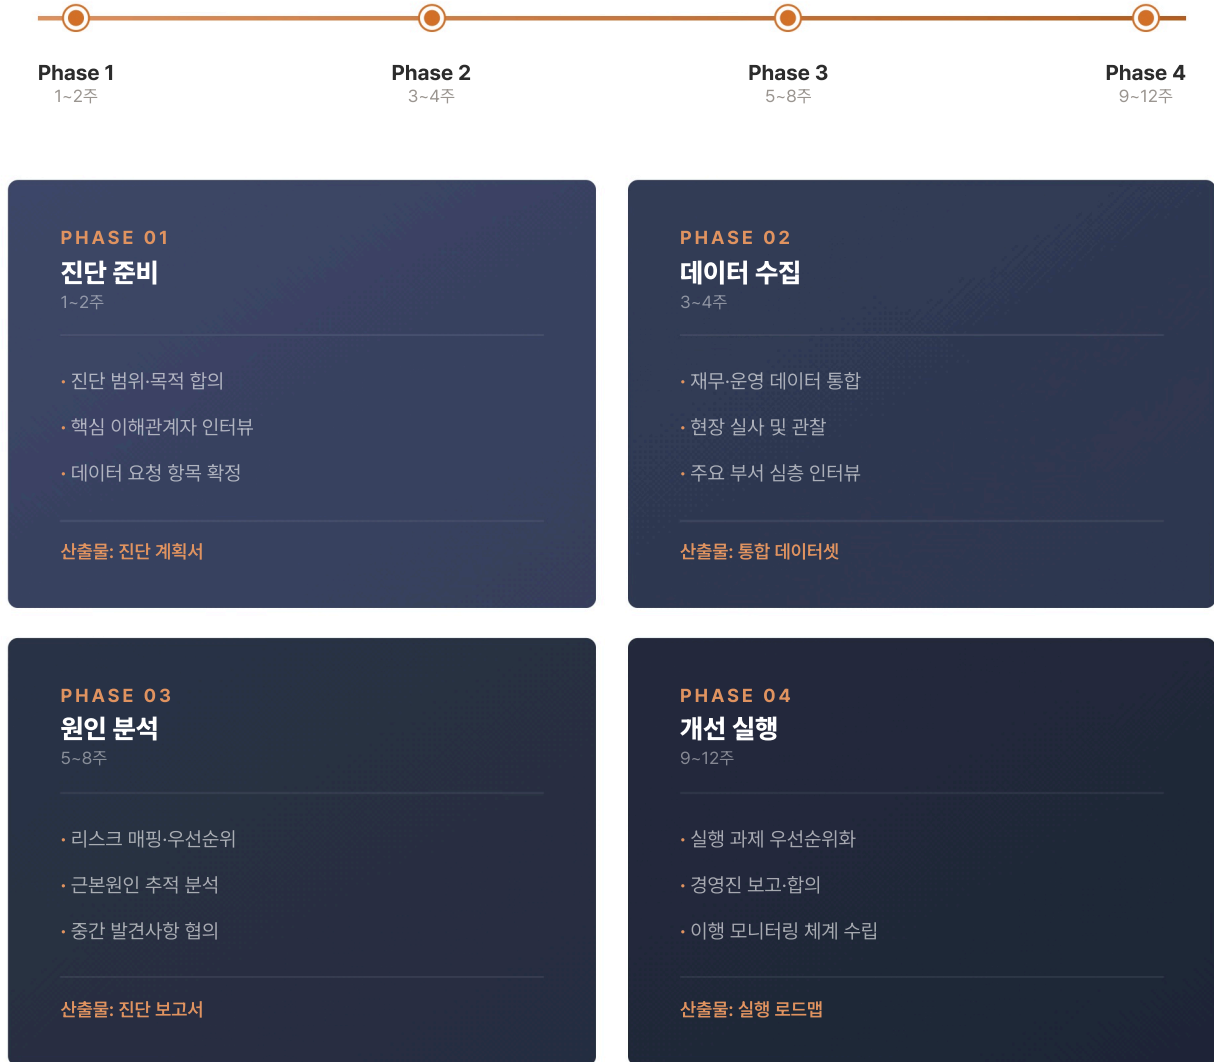 Phase 1
1~2주
Phase 2
3~4주
Phase 3
5~8주
Phase 4
9~12주
PHASE 01
진단 준비
1~2주
· 진단 범위·목적 합의
· 핵심 이해관계자 인터뷰
· 데이터 요청 항목 확정
산출물: 진단 계획서
PHASE 02
데이터 수집
3~4주
· 재무·운영 데이터 통합
· 현장 실사 및 관찰
· 주요 부서 심층 인터뷰
산출물: 통합 데이터셋
PHASE 03
원인 분석
5~8주
· 리스크 매핑·우선순위
· 근본원인 추적 분석
· 중간 발견사항 협의
산출물: 진단 보고서
PHASE 04
개선 실행
9~12주
· 실행 과제 우선순위화
· 경영진 보고·합의
· 이행 모니터링 체계 수립
산출물: 실행 로드맵